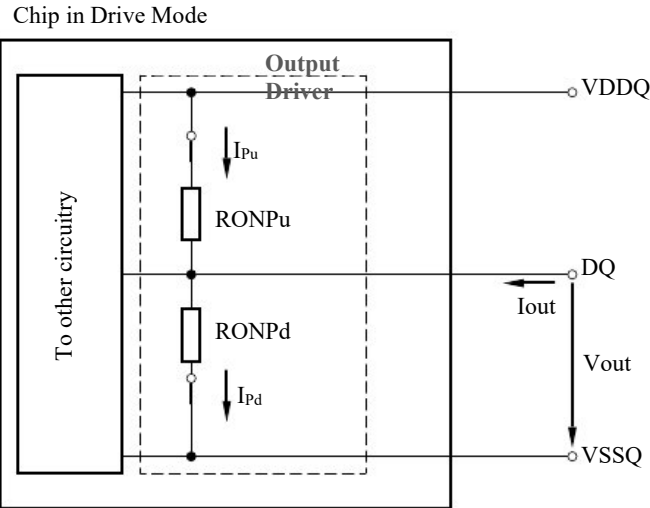 Chip in Drive Mode
Output
Driver
VDDQ
IPu
RONPu
To other circuitry
DQ
Iout
RONPd
Vout
IPd
VSSQ